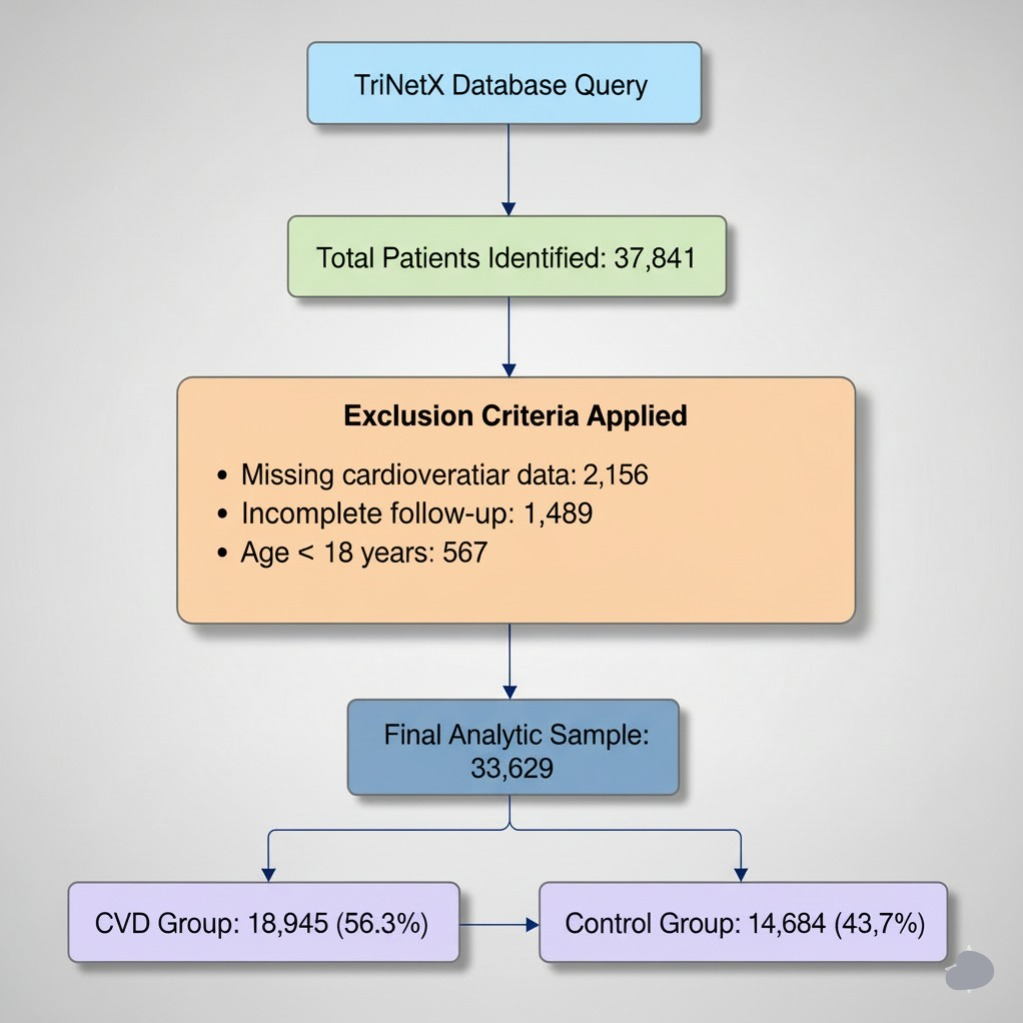 TriNetX Database Query
Total Patients Identified: 37,841
Exclusion Criteria Applied
• Missing cardioveratiar data: 2,156
• Incomplete follow-up: 1,489
• Age < 18 years: 567
Final Analytic Sample:
33,629
CVD Group: 18,945 (56.3%)
Control Group: 14,684 (43,7%)